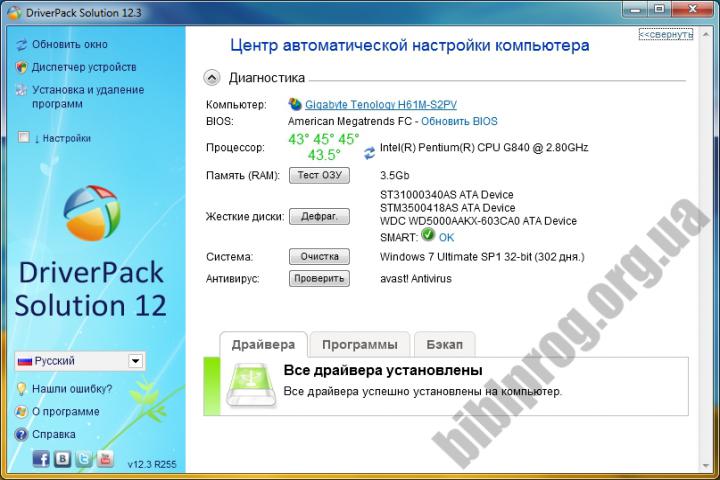 DriverPack Solution 12.3
Обновить окно
Диспетчер устройств
Установка и удаление
программ
↓ Настройки
DriverPack
Solution 12
Русский
Нашли ошибку?
О программе
Справка
v12.3 R255
<<свернуть
Центр автоматической настройки компьютера
Диагностика
Компьютер: Gigabyte Tenology H61M-S2PV
BIOS: American Megatrends FC - Обновить BIOS
Процессор: 43° 45° 45° 43.5° Intel(R) Pentium(R) CPU G840 @ 2.80GHz
Память (RAM): Тест ОЗУ 3.5Gb
Жесткие диски: Дефраг.
ST31000340AS ATA Device
STM3500418AS ATA Device
WDC WD5000AAKX-603CA0 ATA Device
SMART: OK
Система: Очистка Windows 7 Ultimate SP1 32-bit (302 дня.)
Антивирус: Проверить avast! Antivirus
Драйвера Программы Бэкап
Все драйвера установлены
Все драйвера успешно установлены на компьютер.
biblprog.org.ua